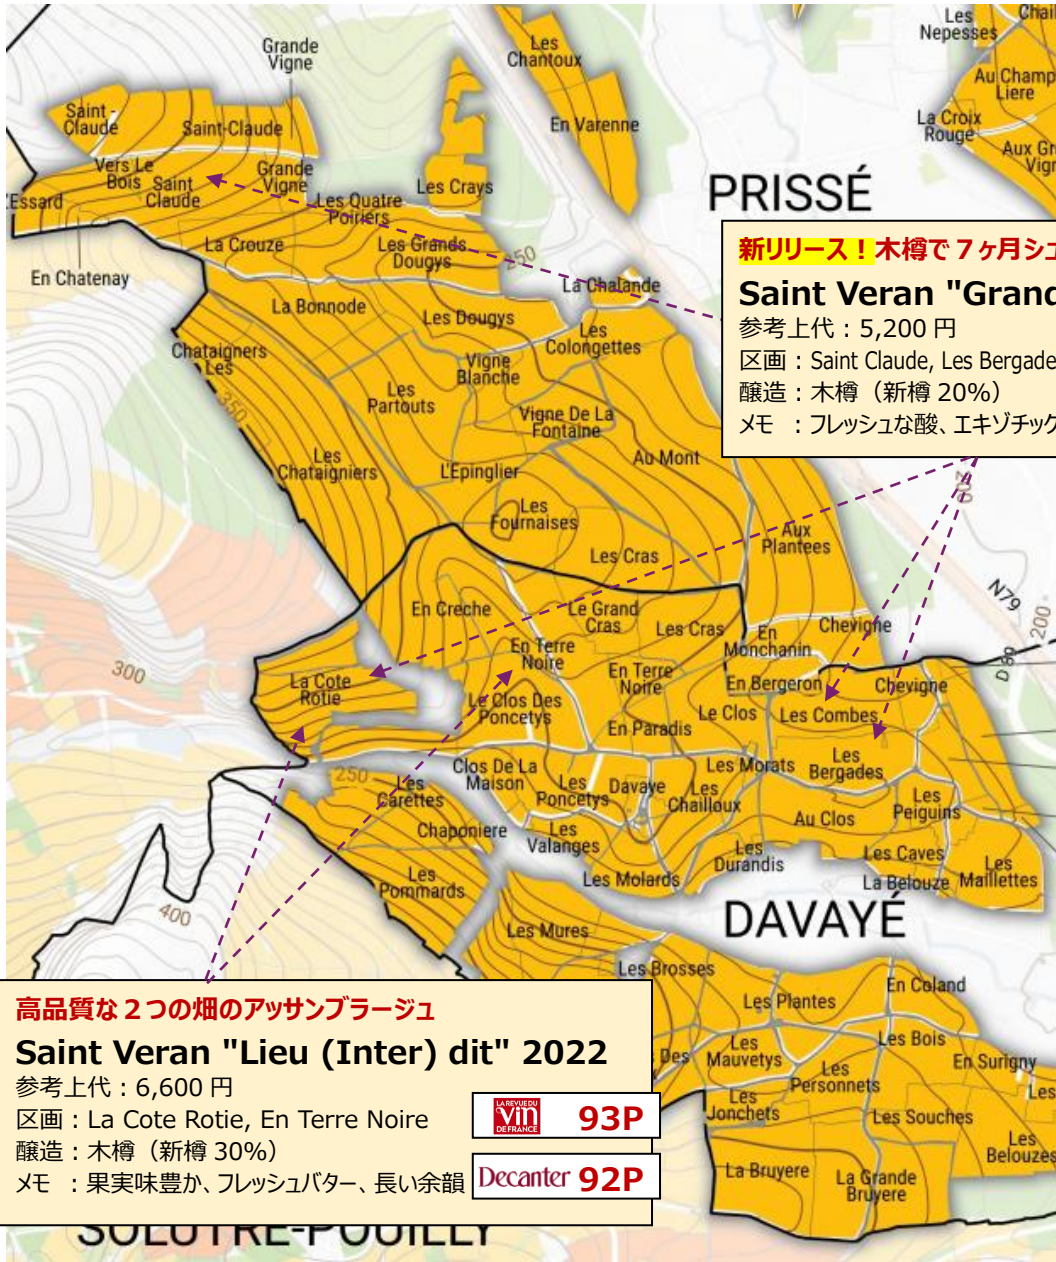 Grande
Vigne
Les
Chantoux
Les
Nepesses
Au Champ
Liere
La Croix
Rouge
Saint -
Claude
Saint-Claude
En Varenne
Vers Le
Bois
Saint
Claude
Grande
Vigne
Les Quatre
Poiriers
Les Crays
PRISSÉ
La Crouze
Les Grands
Dougys
250
En Chatenay
La Chalande
La Bonnode
Les Dougys
Les
Colongettes
Chataigners
Les
Vigne
Blanche
350
Les
Partouts
Vigne De La
Fontaine
Les
Chataigniers
L'Epinglier
Au Mont
Les
Fournaises
Aux
Plantees
Les Cras
新リリース！木樽で７ヶ月シュ
Saint Veran "Grand
参考上代：5,200 円
区画：Saint Claude, Les Bergade
醸造：木樽（新樽 20%）
メモ ：フレッシュな酸、エキゾチック
200
N79
200
D 89
En Creche
Le Grand
Cras
Les Cras
En
Monchanin
Chevigne
300
En Terre
Noire
En Terre
Noire
La Cote
Rotie
Le Clos Des
Poncetys
En Bergeron
Chevigne
Le Clos
Les Combes
En Paradis
250
Les
Carettes
Clos De La
Maison
Les
Poncetys
Davaye
Les
Chailloux
Les Morats
Les
Bergades
Les
Peiguins
Chaponiere
Les
Valanges
Au Clos
Les
Durandis
Les Caves
Les
Maillettes
Les
Pommards
Les Molards
La Belouze
400
DAVAYÉ
Les Mures
Les Brosses
En Coland
Les Plantes
Des
Les
Mauvetys
Les Bois
En Surigny
Les
Personnets
Les
Les
Jonchets
Les Souches
Les
Belouzes
La Bruyere
La Grande
Bruyere
高品質な２つの畑のアッサンブラージュ
Saint Veran "Lieu (Inter) dit" 2022
参考上代：6,600 円
区画：La Cote Rotie, En Terre Noire
醸造：木樽（新樽 30%）
メモ ：果実味豊か、フレッシュバター、長い余韻
LA REVUE DU
vin
DE FRANCE
93P
Decanter 92P
SOLUTRE-POUILLY